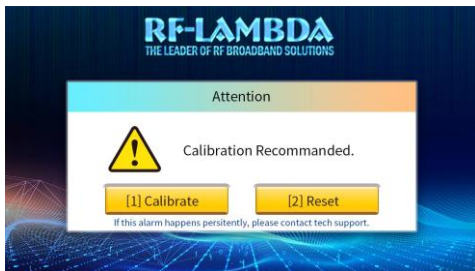 RF-LAMBDA
THE LEADER OF RF BROADBAND SOLUTIONS
Attention
Calibration Recommanded.
[1] Calibrate
[2] Reset
If this alarm happens persitently, please contact tech support.